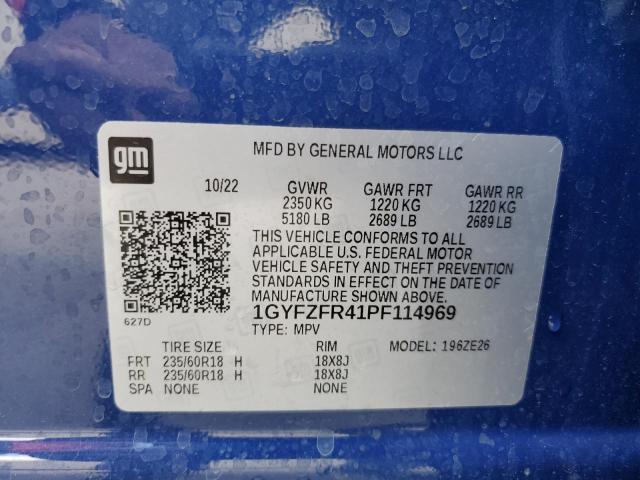 gm
MFD BY GENERAL MOTORS LLC
10/22 GVWR GAWR FRT GAWR RR
2350 KG 1220 KG 1220 KG
5180 LB 2689 LB 2689 LB
THIS VEHICLE CONFORMS TO ALL
APPLICABLE U.S. FEDERAL MOTOR
VEHICLE SAFETY AND THEFT PREVENTION
STANDARDS IN EFFECT ON THE DATE OF
MANUFACTURE SHOWN ABOVE.
627D
1GYFZFR41PF114969
TYPE: MPV MODEL: 196ZE26
TIRE SIZE RIM
FRT 235/60R18 H 18X8J
RR 235/60R18 H 18X8J
SPA NONE NONE